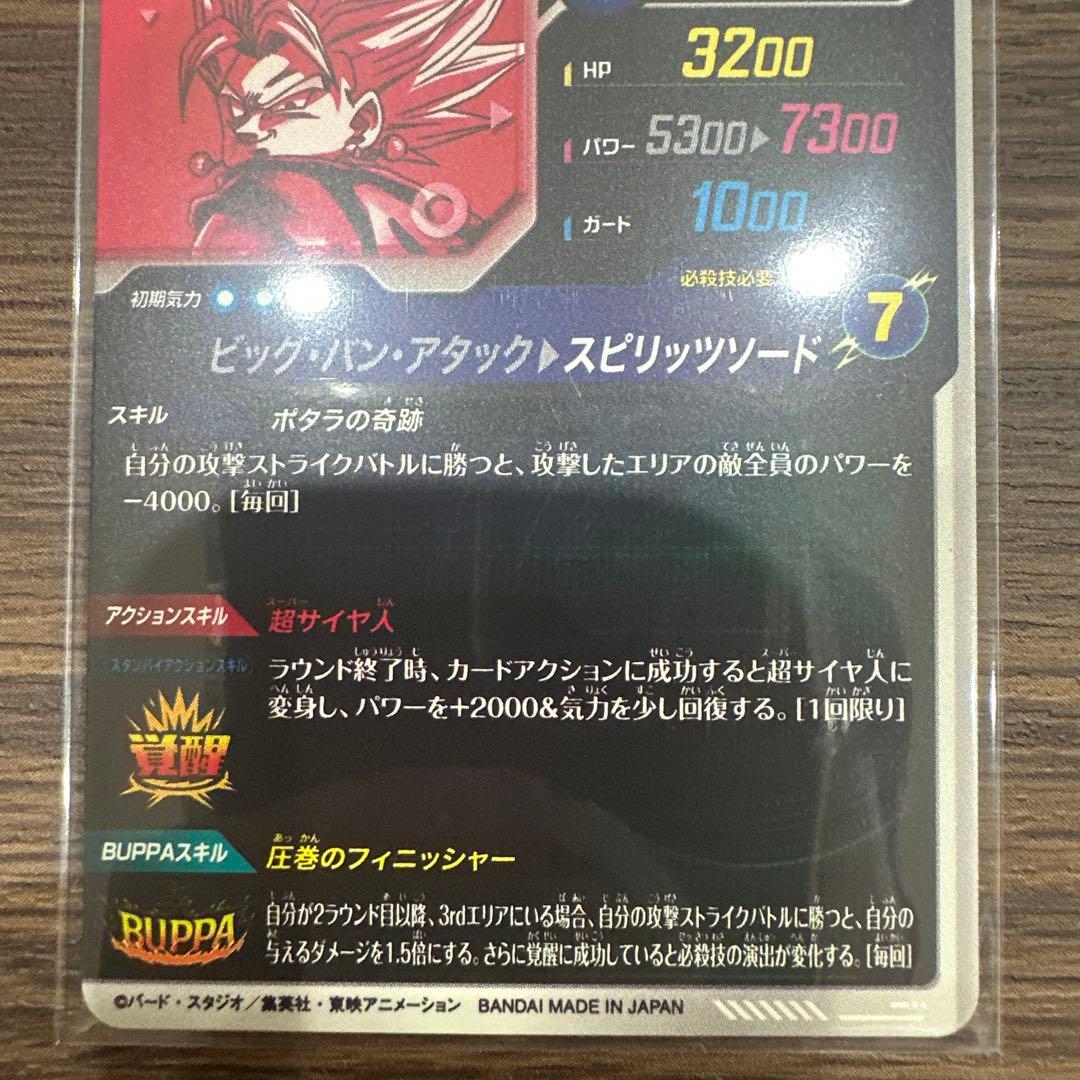 HP 3200
パワー 5300▶7300
ガード 1000
初期気力
必殺技必要
7
ビッグ・バン・アタック▶スピリッツソード
スキル ポタラの奇跡
自分の攻撃ストライクバトルに勝つと、攻撃したエリアの敵全員のパワーを
-4000。[毎回]
アクションスキル 超サイヤ人
スタンバイアクションスキル
ラウンド終了時、カードアクションに成功すると超サイヤ人に
変身し、パワーを+2000&気力を少し回復する。[1回限り]
覚醒
BUPPAスキル 圧巻のフィニッシャー
BUPPA
自分が2ラウンド目以降、3rdエリアにいる場合、自分の攻撃ストライクバトルに勝つと、自分の
与えるダメージを1.5倍にする。さらに覚醒に成功していると必殺技の演出が変化する。[毎回]
©バード・スタジオ/集英社・東映アニメーション BANDAI MADE IN JAPAN